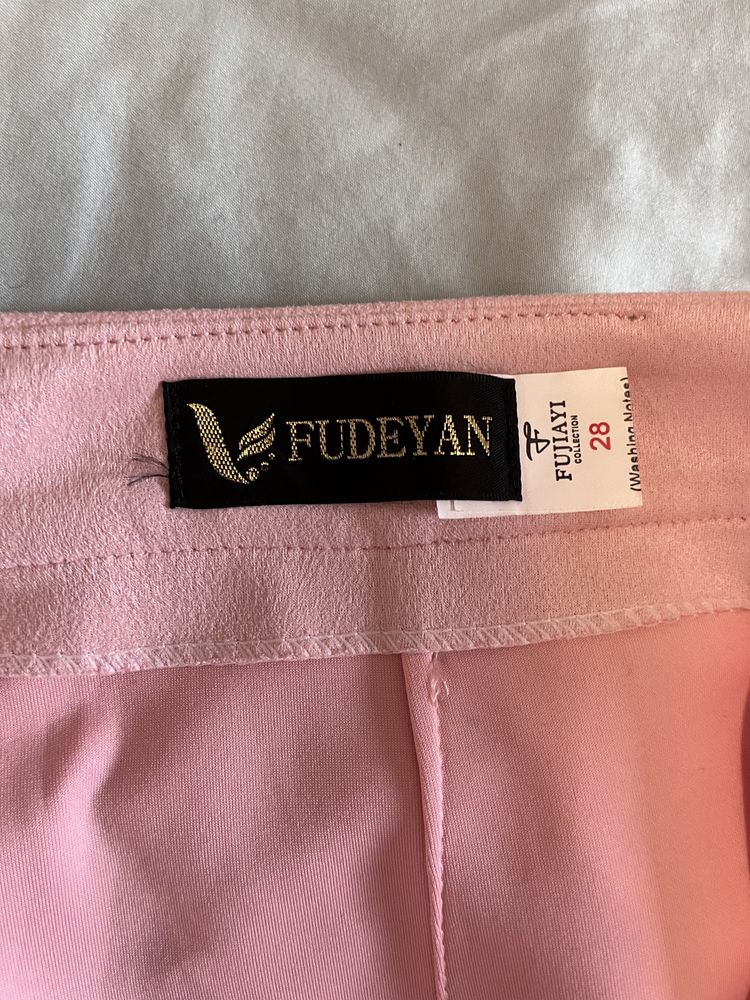 FUDEYAN
FUJIAYI
COLLECTION
28
(Washing Notes)